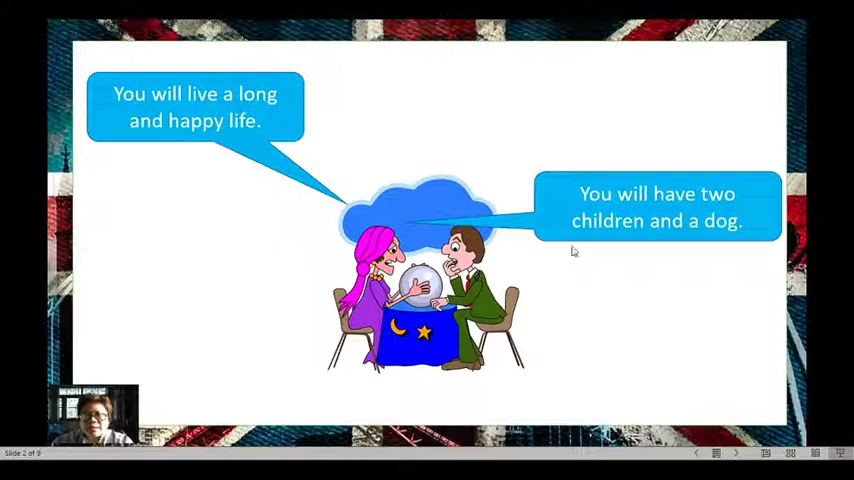 You will live a long
and happy life.
You will have two
children and a dog.
Slide 2 of 9